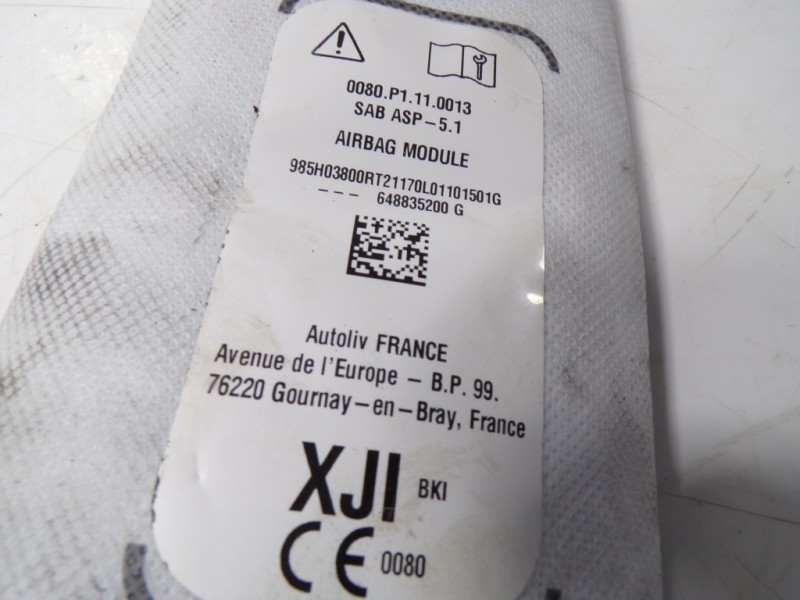 0080.P1.11.0013
SAB ASP-5.1
AIRBAG MODULE
985H03800RT21170L01101501G
--- 648835200 G
Autoliv FRANCE
Avenue de l'Europe - B.P. 99.
76220 Gournay-en-Bray, France
XJI BKI
CE 0080